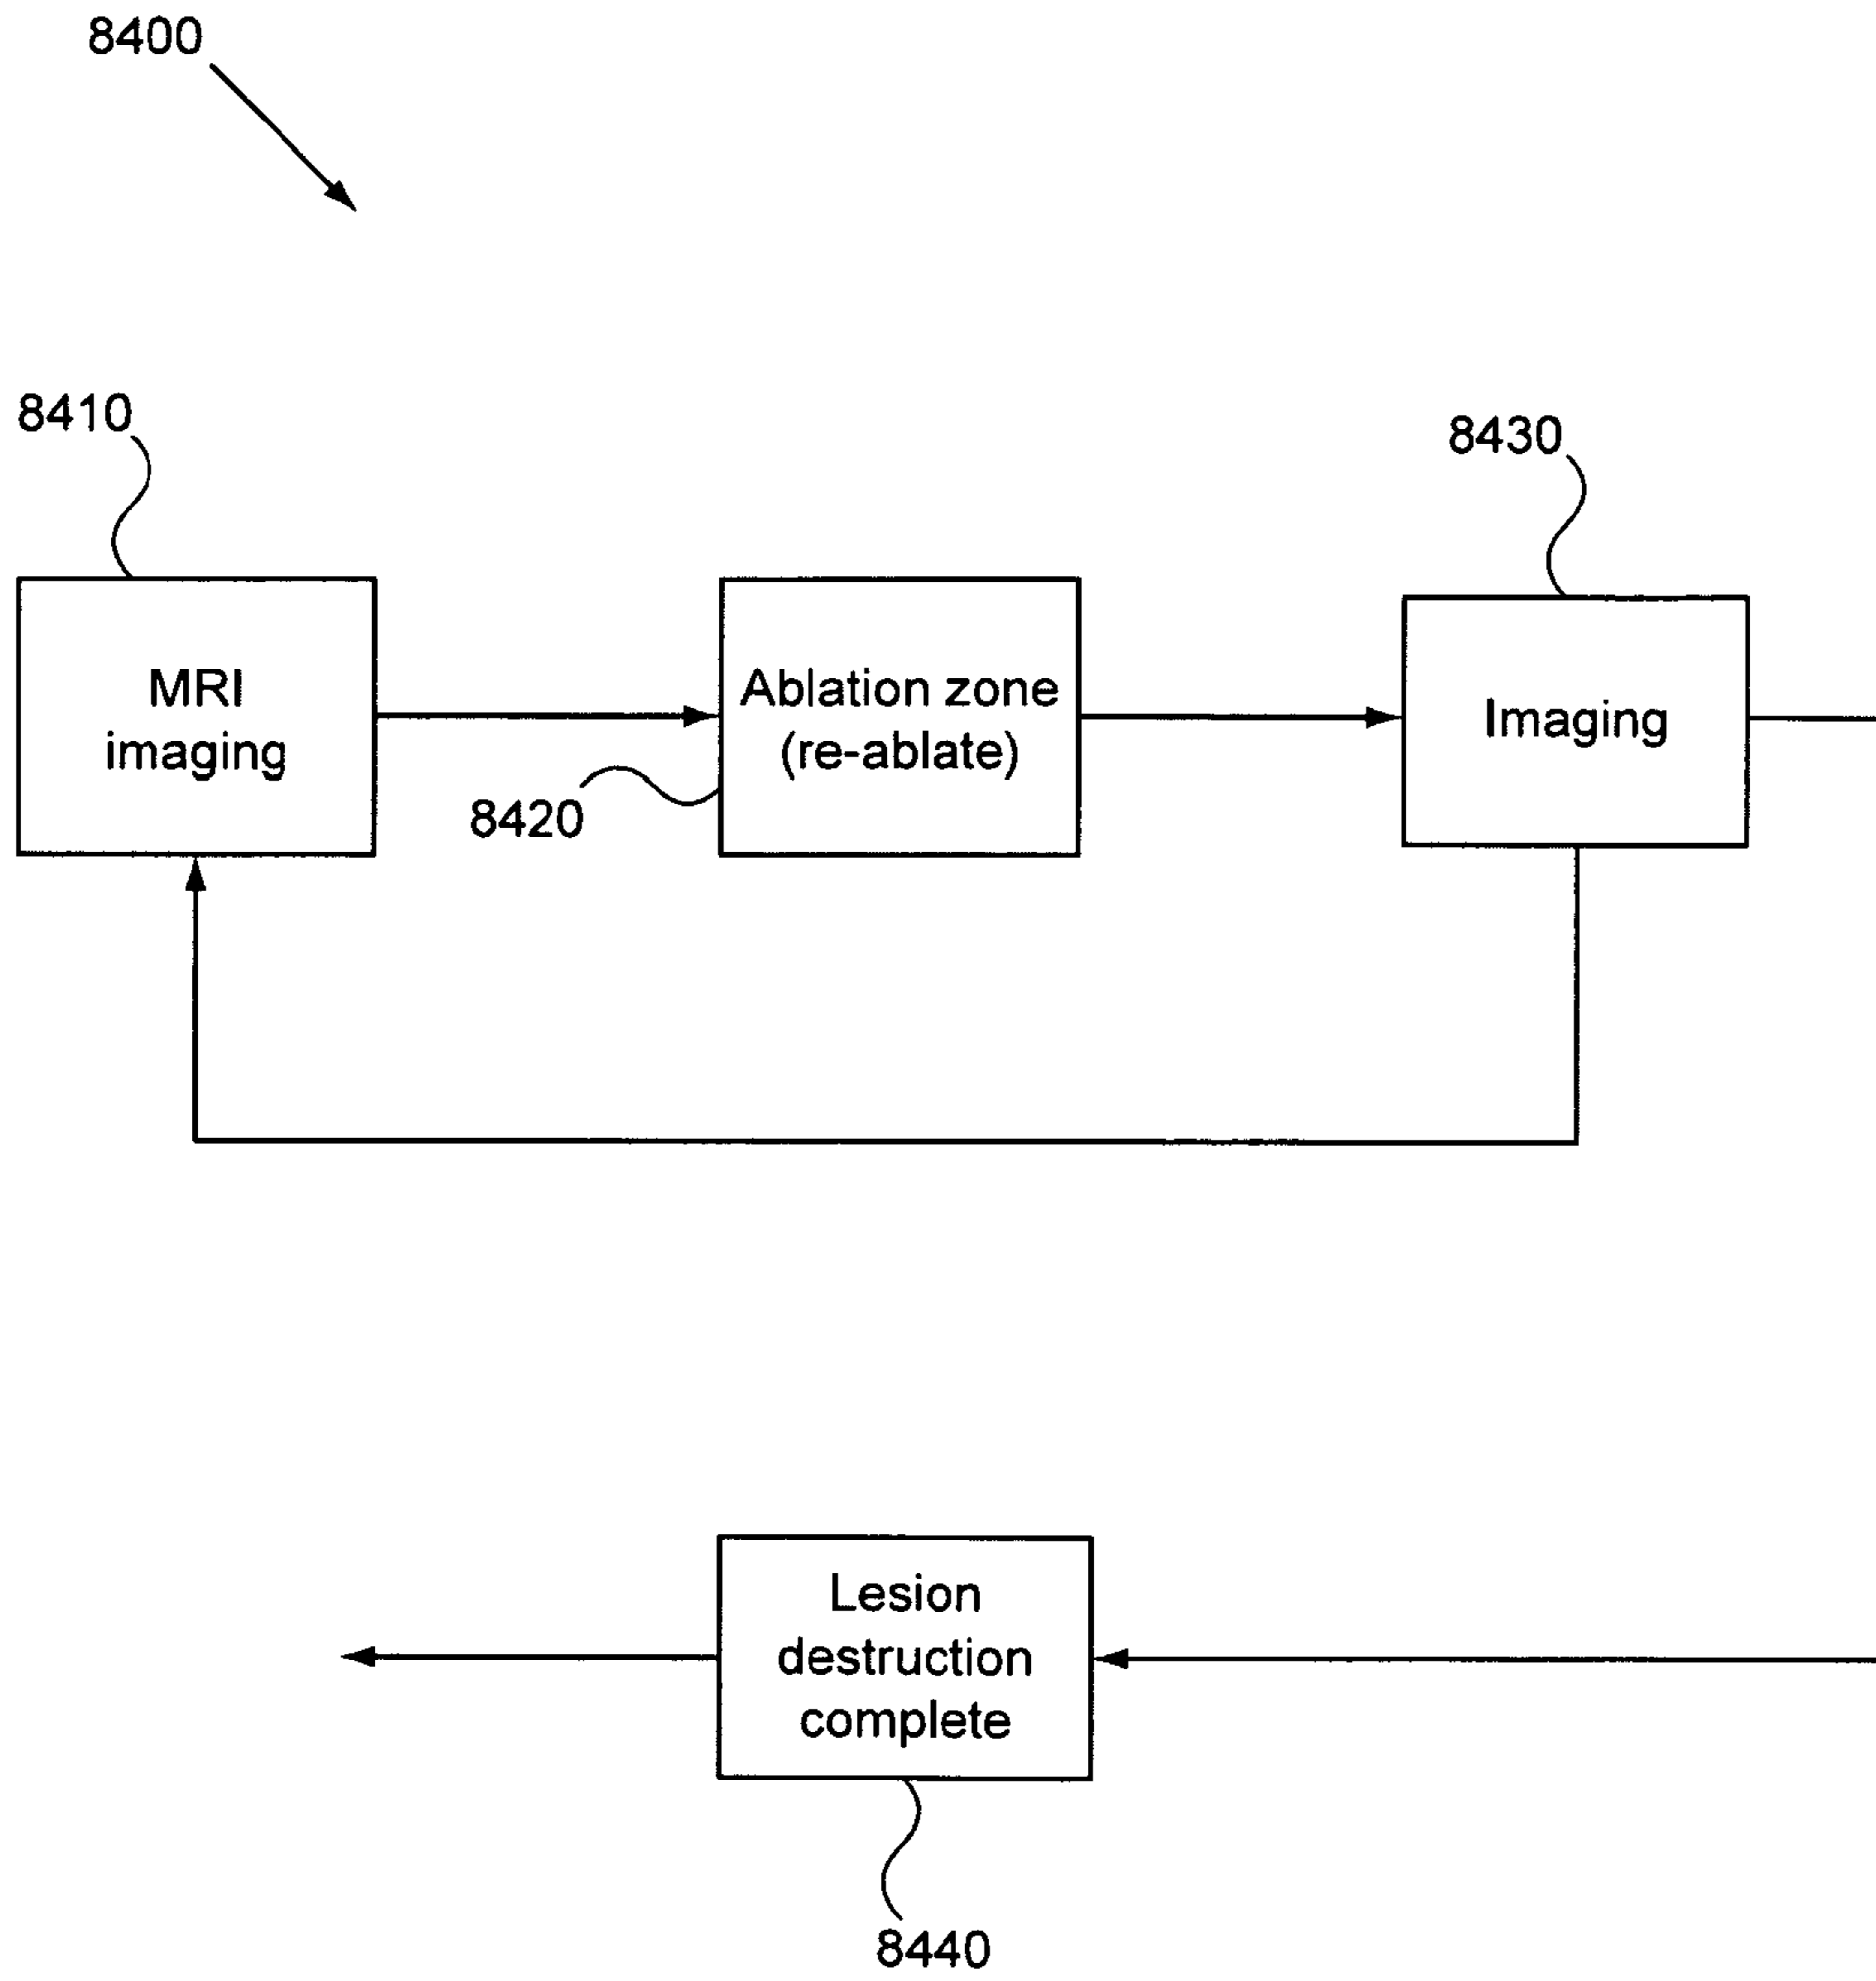 8400
8410
8430
MRI
imaging
Ablation zone
(re-ablate)
8420
Imaging
Lesion
destruction
complete
8440